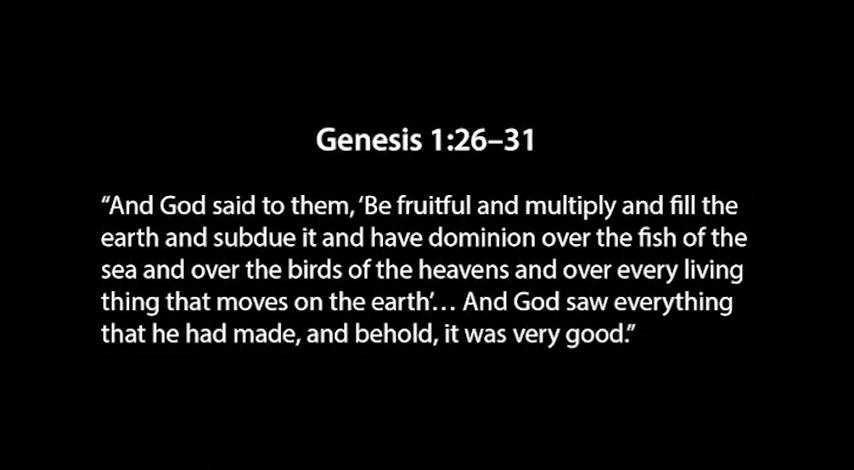 Genesis 1:26–31
“And God said to them, ‘Be fruitful and multiply and fill the
earth and subdue it and have dominion over the fish of the
sea and over the birds of the heavens and over every living
thing that moves on the earth’… And God saw everything
that he had made, and behold, it was very good.”